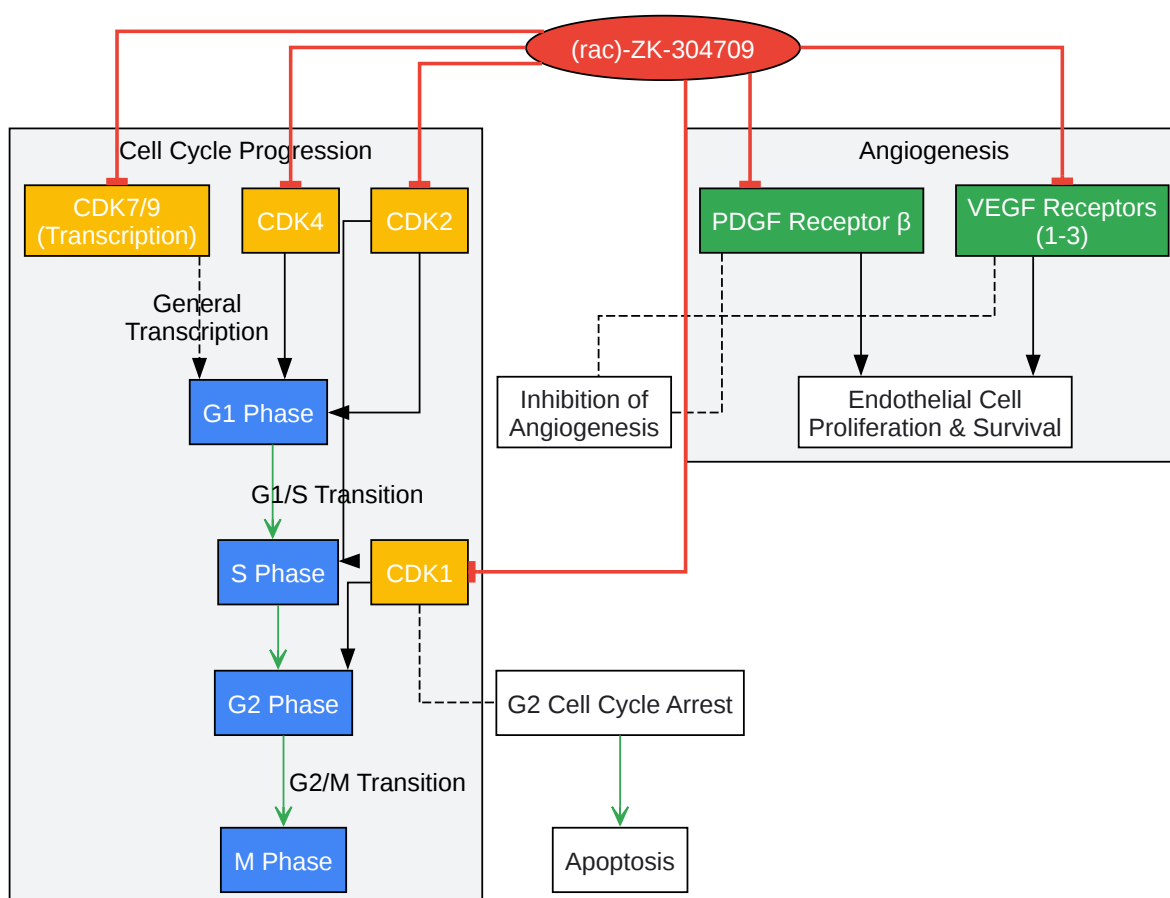 (rac)-ZK-304709
Cell Cycle Progression
Angiogenesis
CDK7/9
(Transcription)
CDK4
CDK2
PDGF Receptor β
VEGF Receptors
(1-3)
General
Transcription
G1 Phase
Inhibition of
Angiogenesis
Endothelial Cell
Proliferation & Survival
G1/S Transition
S Phase
CDK1
G2 Phase
G2 Cell Cycle Arrest
G2/M Transition
M Phase
Apoptosis